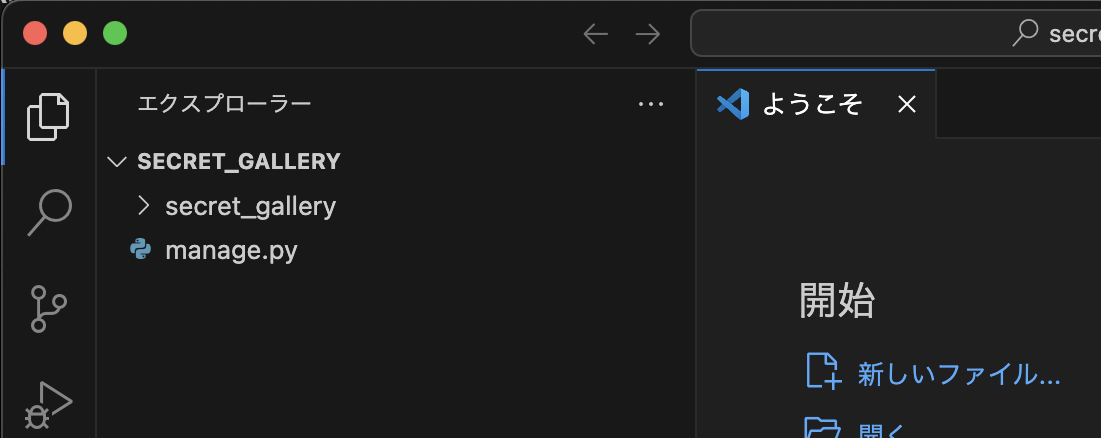 secre
エクスプローラー
ようこそ
SECRET_GALLERY
secret_gallery
manage.py
開始
新しいファイル...
開く